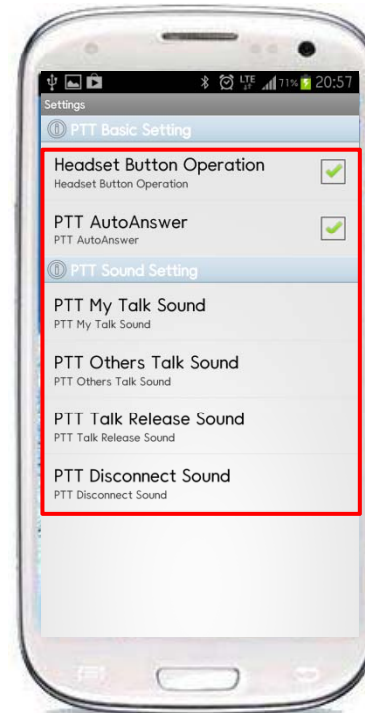 LTE 71% 20:57
Settings
PTT Basic Setting
Headset Button Operation
Headset Button Operation
PTT AutoAnswer
PTT AutoAnswer
PTT Sound Setting
PTT My Talk Sound
PTT My Talk Sound
PTT Others Talk Sound
PTT Others Talk Sound
PTT Talk Release Sound
PTT Talk Release Sound
PTT Disconnect Sound
PTT Disconnect Sound